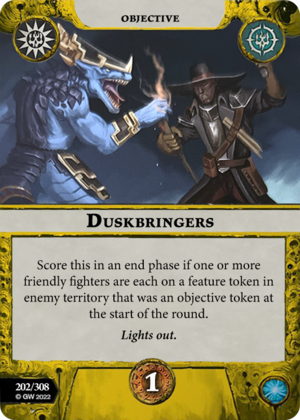 OBJECTIVE
DUSKBRINGERS
Score this in an end phase if one or more
friendly fighters are each on a feature token in
enemy territory that was an objective token at
the start of the round.
Lights out.
202/308
© GW 2022
1